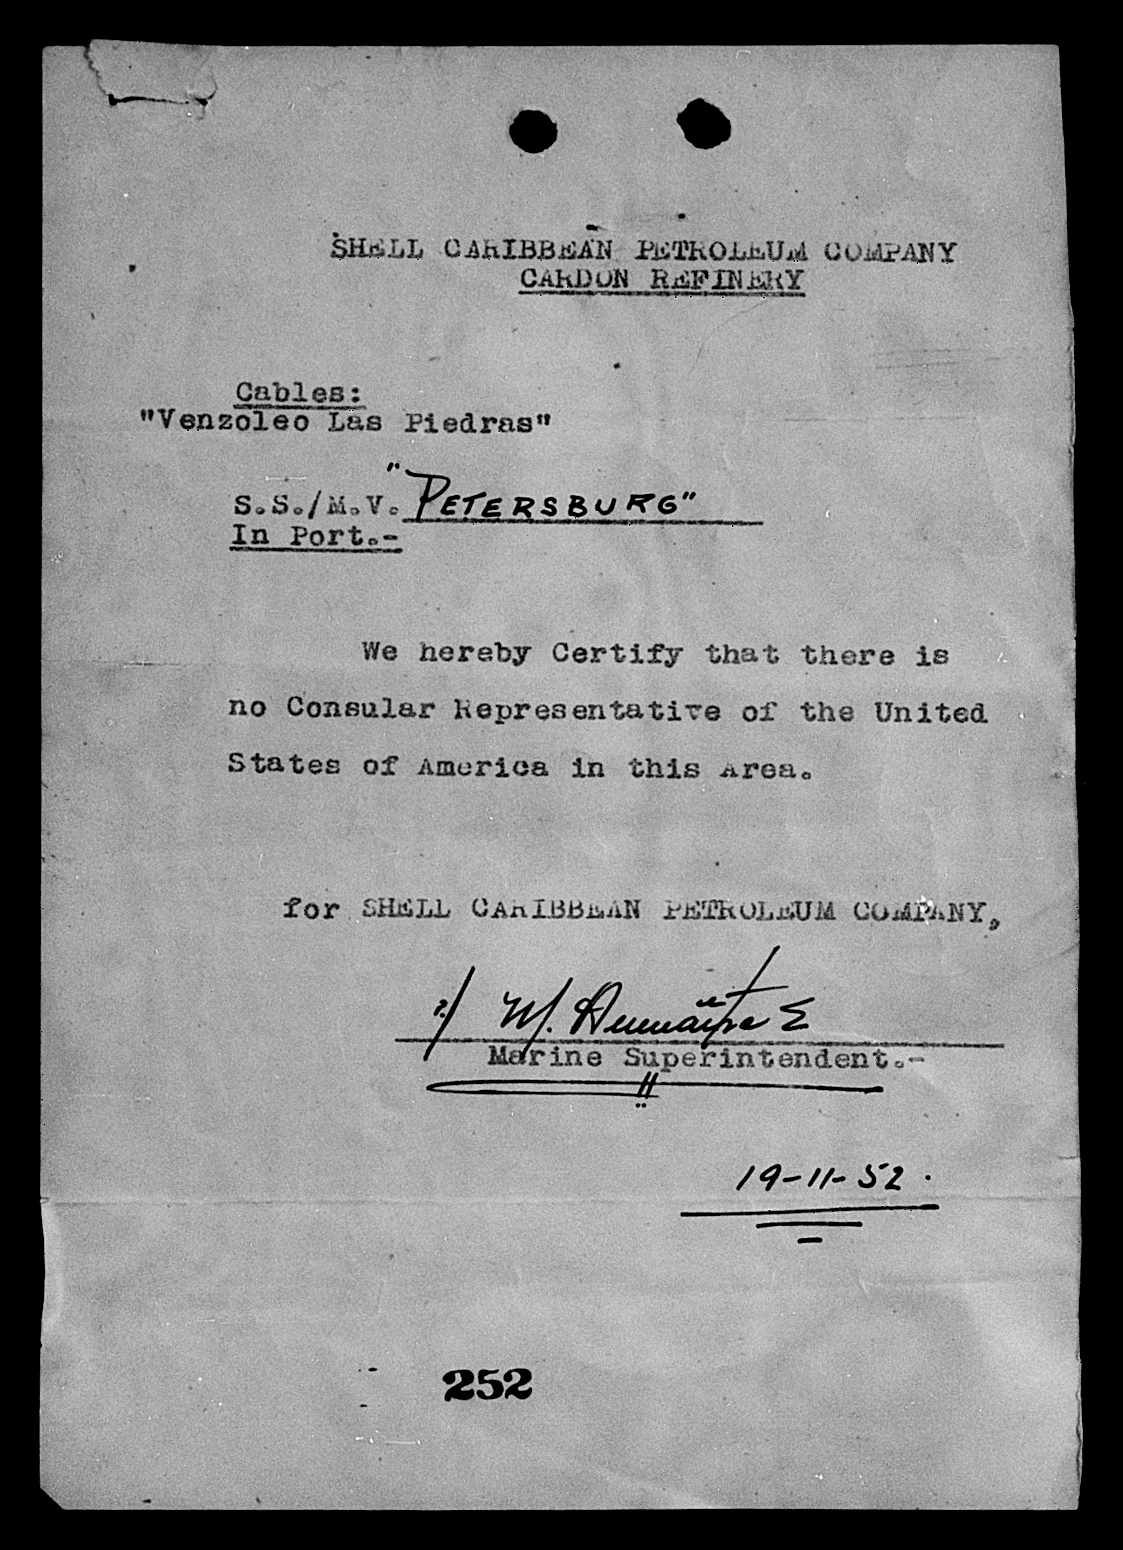 SHELL CARIBBEAN PETROLEUM COMPANY
CARDON REFINERY
Cables:
"Venzoleo Las Piedras"
S.S./M.V. "PETERSBURG"
In Port.-
We hereby Certify that there is
no Consular Representative of the United
States of America in this Area.
for SHELL CARIBBEAN PETROLEUM COMPANY,
Marine Superintendent.-
19-11-52.
252